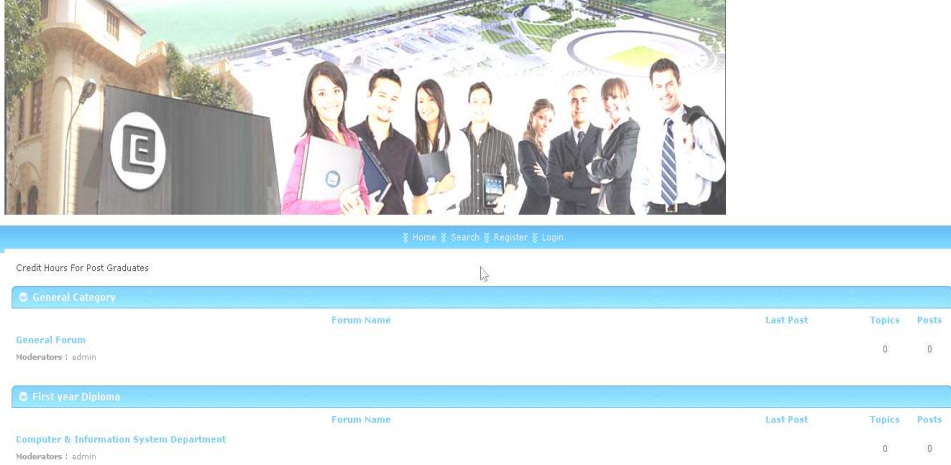 E
Home Search Register Login
Credit Hours For Post Graduates
General Category
Forum Name Last Post Topics Posts
General Forum
Moderators : admin
0 0
First year Diploma
Forum Name Last Post Topics Posts
Computer & Information System Department
Moderators : admin
0 0